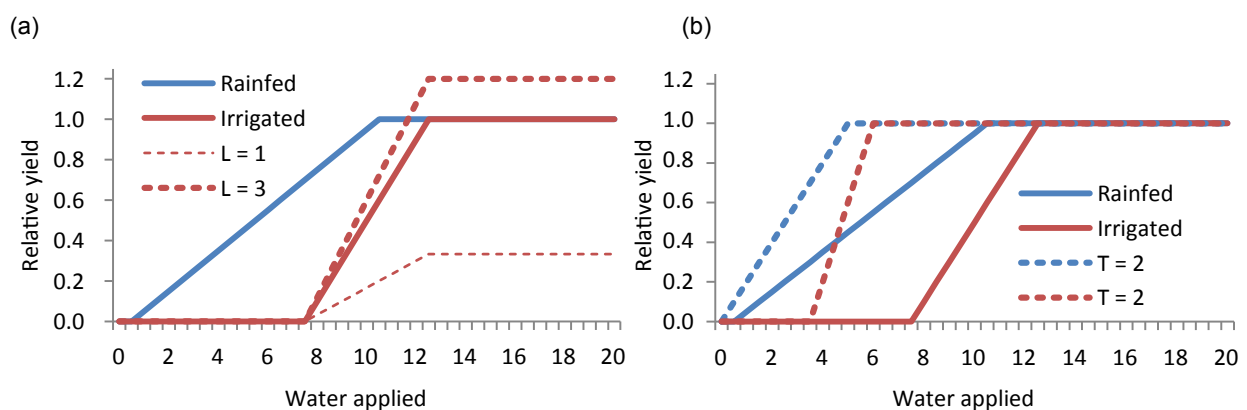 (a)
1.2
1.0
0.8
0.6
0.4
0.2
0.0
Relative yield
Rainfed
Irrigated
L = 1
L = 3
0 2 4 6 8 10 12 14 16 18 20
Water applied
(b)
1.2
1.0
0.8
0.6
0.4
0.2
0.0
Relative yield
Rainfed
Irrigated
T = 2
T = 2
0 2 4 6 8 10 12 14 16 18 20
Water applied